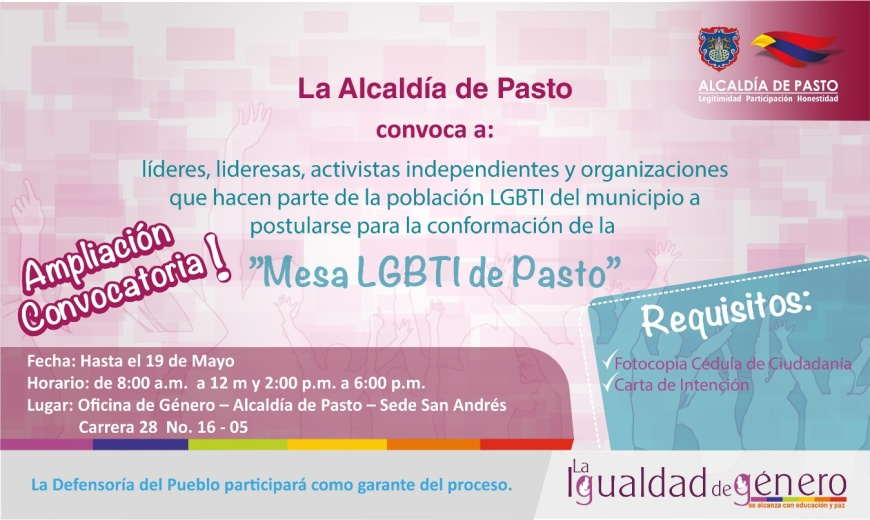 ALCALDÍA DE PASTO
Legitimidad Participación Honestidad
La Alcaldía de Pasto
convoca a:
líderes, lideresas, activistas independientes y organizaciones
que hacen parte de la población LGBTI del municipio a
postularse para la conformación de la
"Mesa LGBTI de Pasto"
Ampliación
Convocatoria!
Requisitos:
✓Fotocopia Cédula de Ciudadanía
✓Carta de Intención
Fecha: Hasta el 19 de Mayo
Horario: de 8:00 a.m. a 12 m y 2:00 p.m. a 6:00 p.m.
Lugar: Oficina de Género – Alcaldía de Pasto – Sede San Andrés
Carrera 28 No. 16 - 05
La Defensoría del Pueblo participará como garante del proceso.
La
Igualdad de género
se alcanza con educación y paz